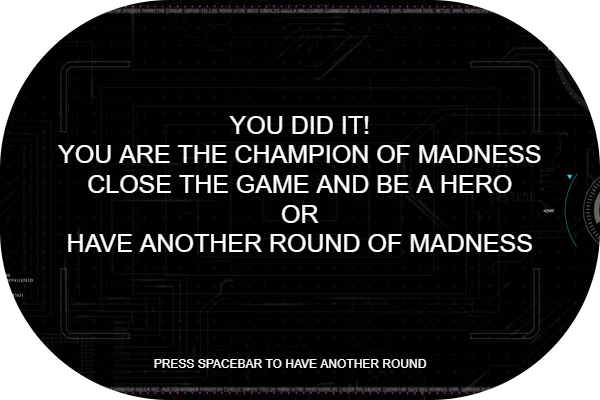 YOU DID IT!
YOU ARE THE CHAMPION OF MADNESS
CLOSE THE GAME AND BE A HERO
OR
HAVE ANOTHER ROUND OF MADNESS
PRESS SPACEBAR TO HAVE ANOTHER ROUND